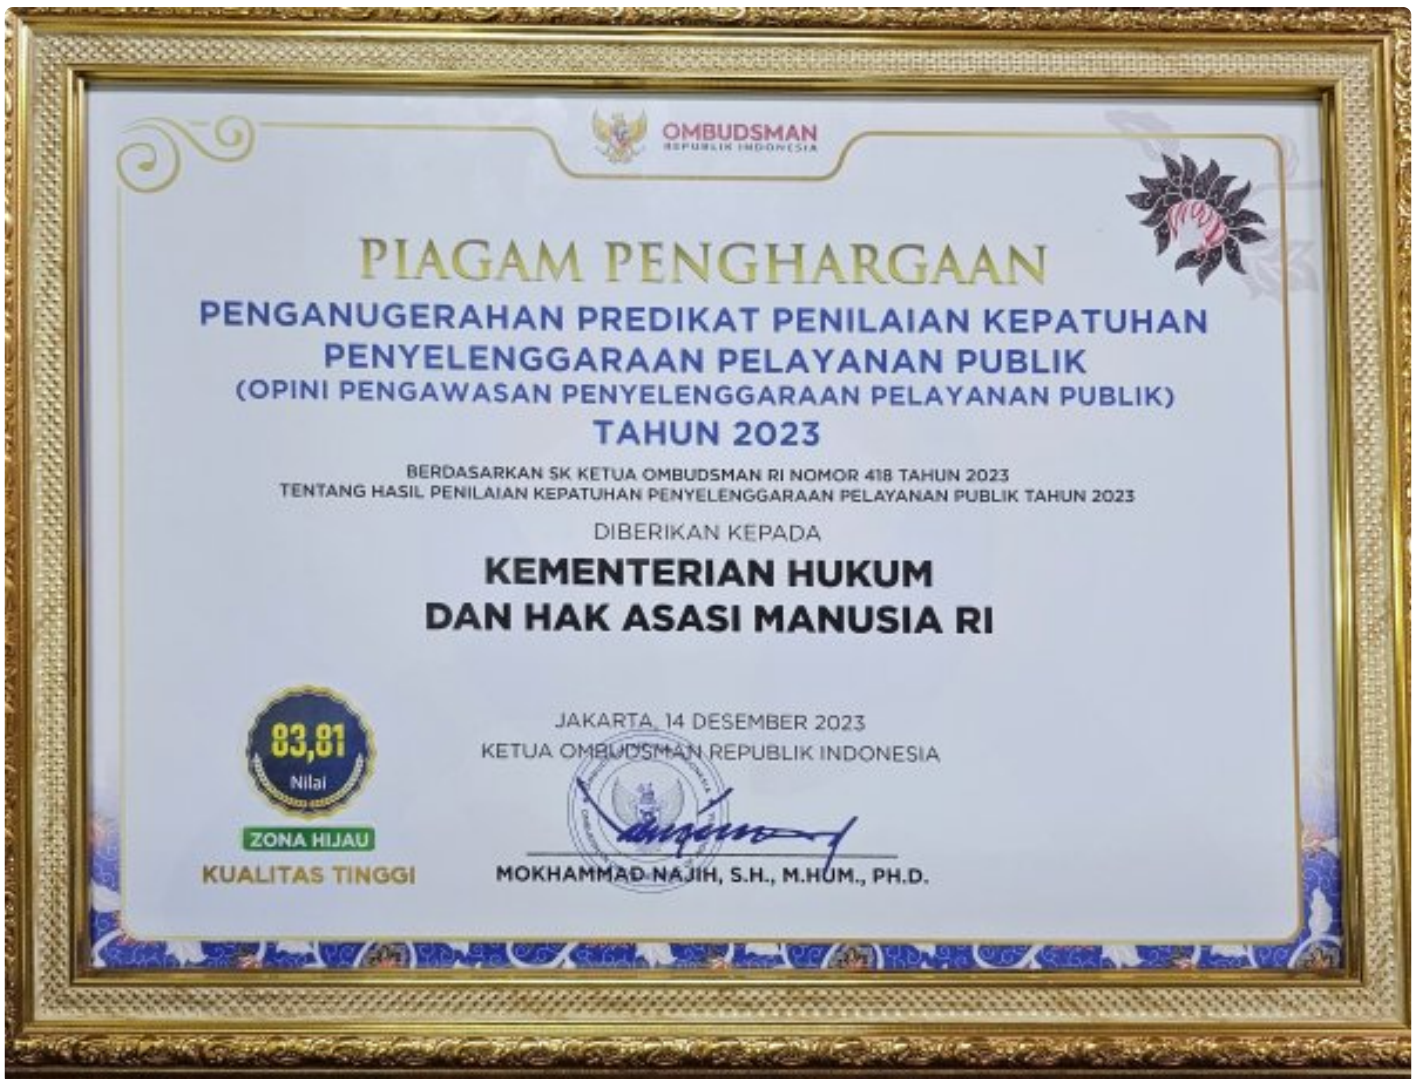 OMBUDSMAN
REPUBLIK INDONESIA
PIAGAM PENGHARGAAN
PENGANUGERAHAN PREDIKAT PENILAIAN KEPATUHAN
PENYELENGGARAAN PELAYANAN PUBLIK
(OPINI PENGAWASAN PENYELENGGARAAN PELAYANAN PUBLIK)
TAHUN 2023
BERDASARKAN SK KETUA OMBUDSMAN RI NOMOR 418 TAHUN 2023
TENTANG HASIL PENILAIAN KEPATUHAN PENYELENGGARAAN PELAYANAN PUBLIK TAHUN 2023
DIBERIKAN KEPADA
KEMENTERIAN HUKUM
DAN HAK ASASI MANUSIA RI
JAKARTA, 14 DESEMBER 2023
KETUA OMBUDSMAN REPUBLIK INDONESIA
MOKHAMMAD NAJIH, S.H., M.HUM., PH.D.
83,81
Nilai
ZONA HIJAU
KUALITAS TINGGI